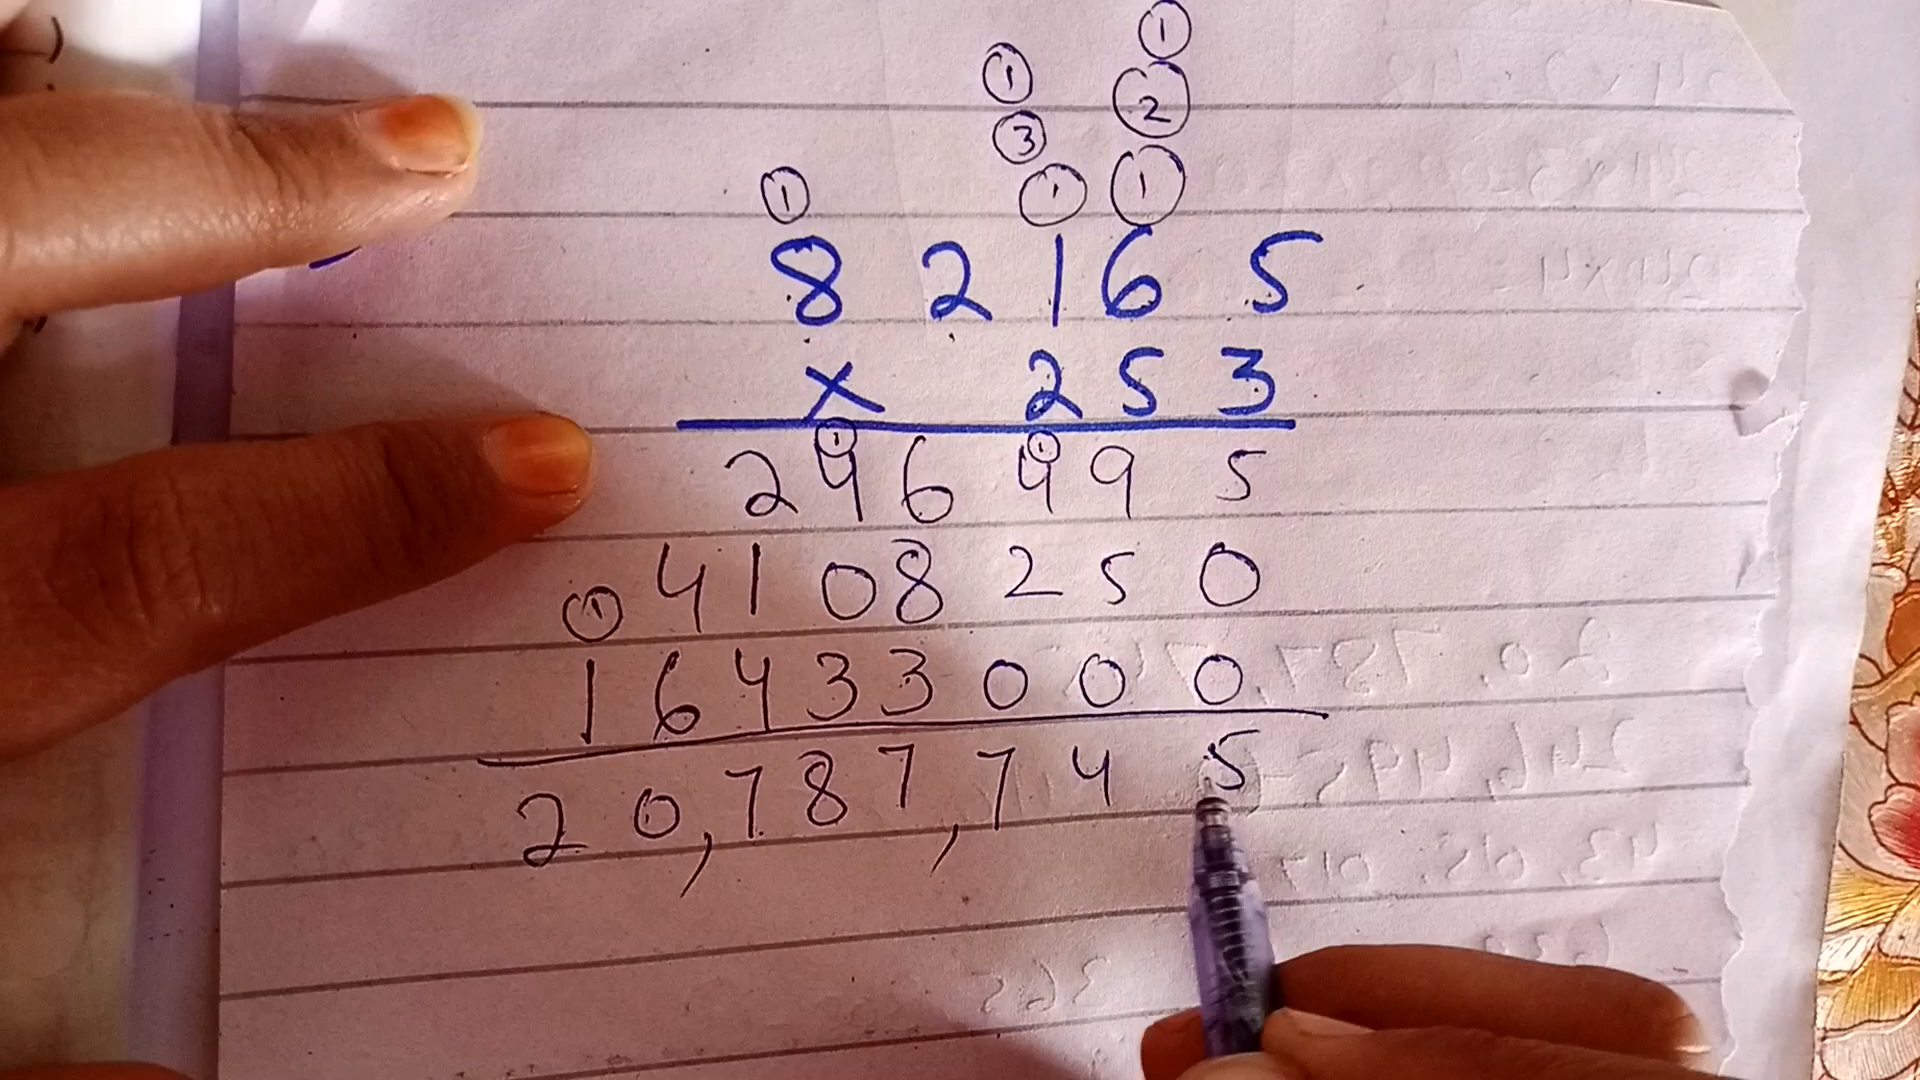 1
1 2
3
1 1 1
8 2 1 6 5
x 2 5 3
1 1
2 4 6 4 9 5
4 1 0 8 2 5 0
1
1 6 4 3 3 0 0 0
2 0 , 7 8 7 , 7 4 5